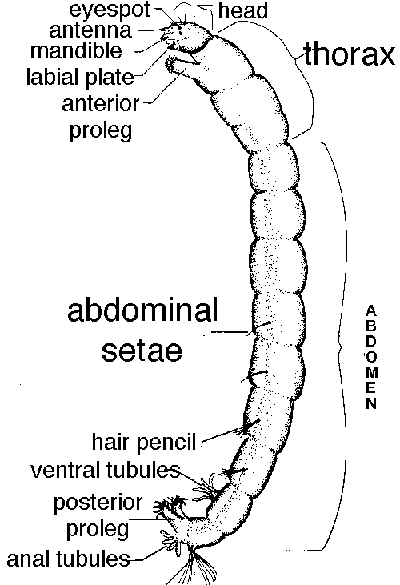 eyespot
head
antenna
mandible
thorax
labial plate
anterior
proleg
abdominal
setae
ABDOMEN
hair pencil
ventral tubules
posterior
proleg
anal tubules